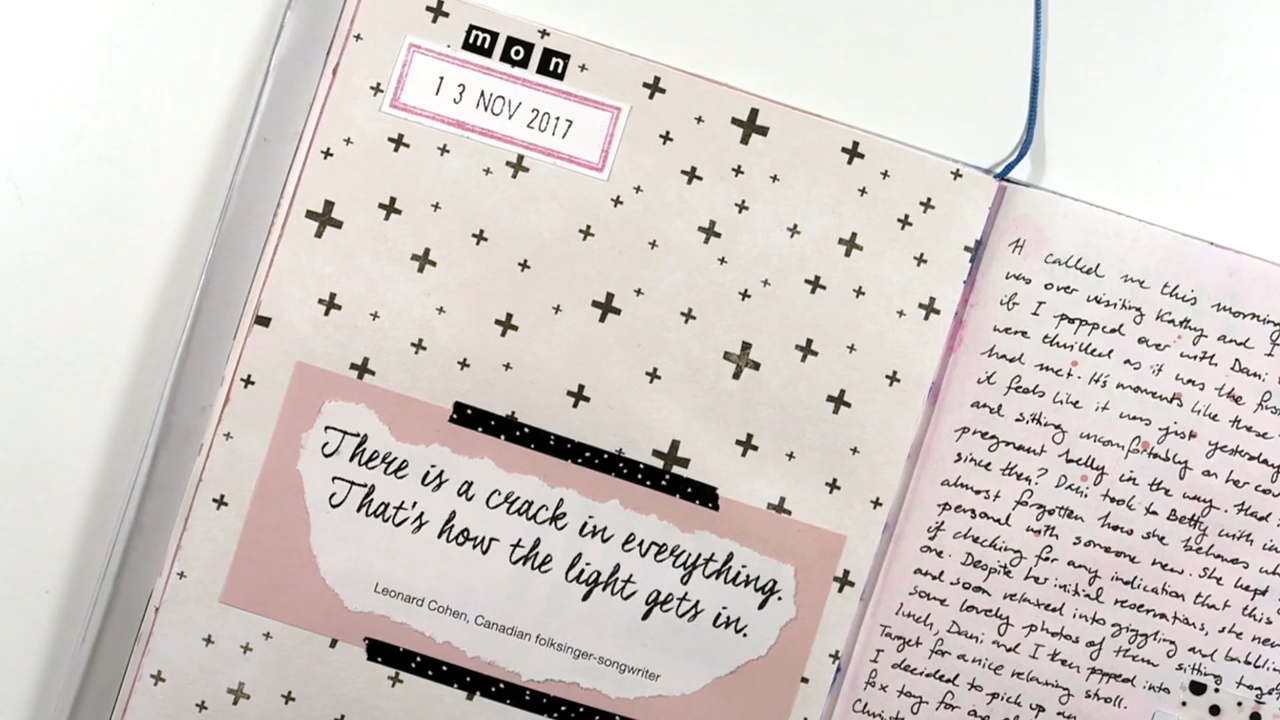 mon
13 NOV 2017
There is a crack in everything.
That's how the light gets in.
Leonard Cohen, Canadian folksinger-songwriter
H called me this morning
was over visiting Kathy and I
if I popped over with Dani
were thrilled as it was the first
had met. It's moments like these
it feels like it was just yesterday
and sitting uncomfortably on her couch
pregnant belly in the way. Had
since then? Dani took to Betty with
almost forgotten how she behaves
personal with someone new. She kept
if checking for any indication that this
one. Despite her initial reservations, she
and soon relaxed into giggling and
some lovely photos of them sitting
lunch, Dani and I then popped into
Target for a nice relaxing stroll.
I decided to pick up an
fox toy for